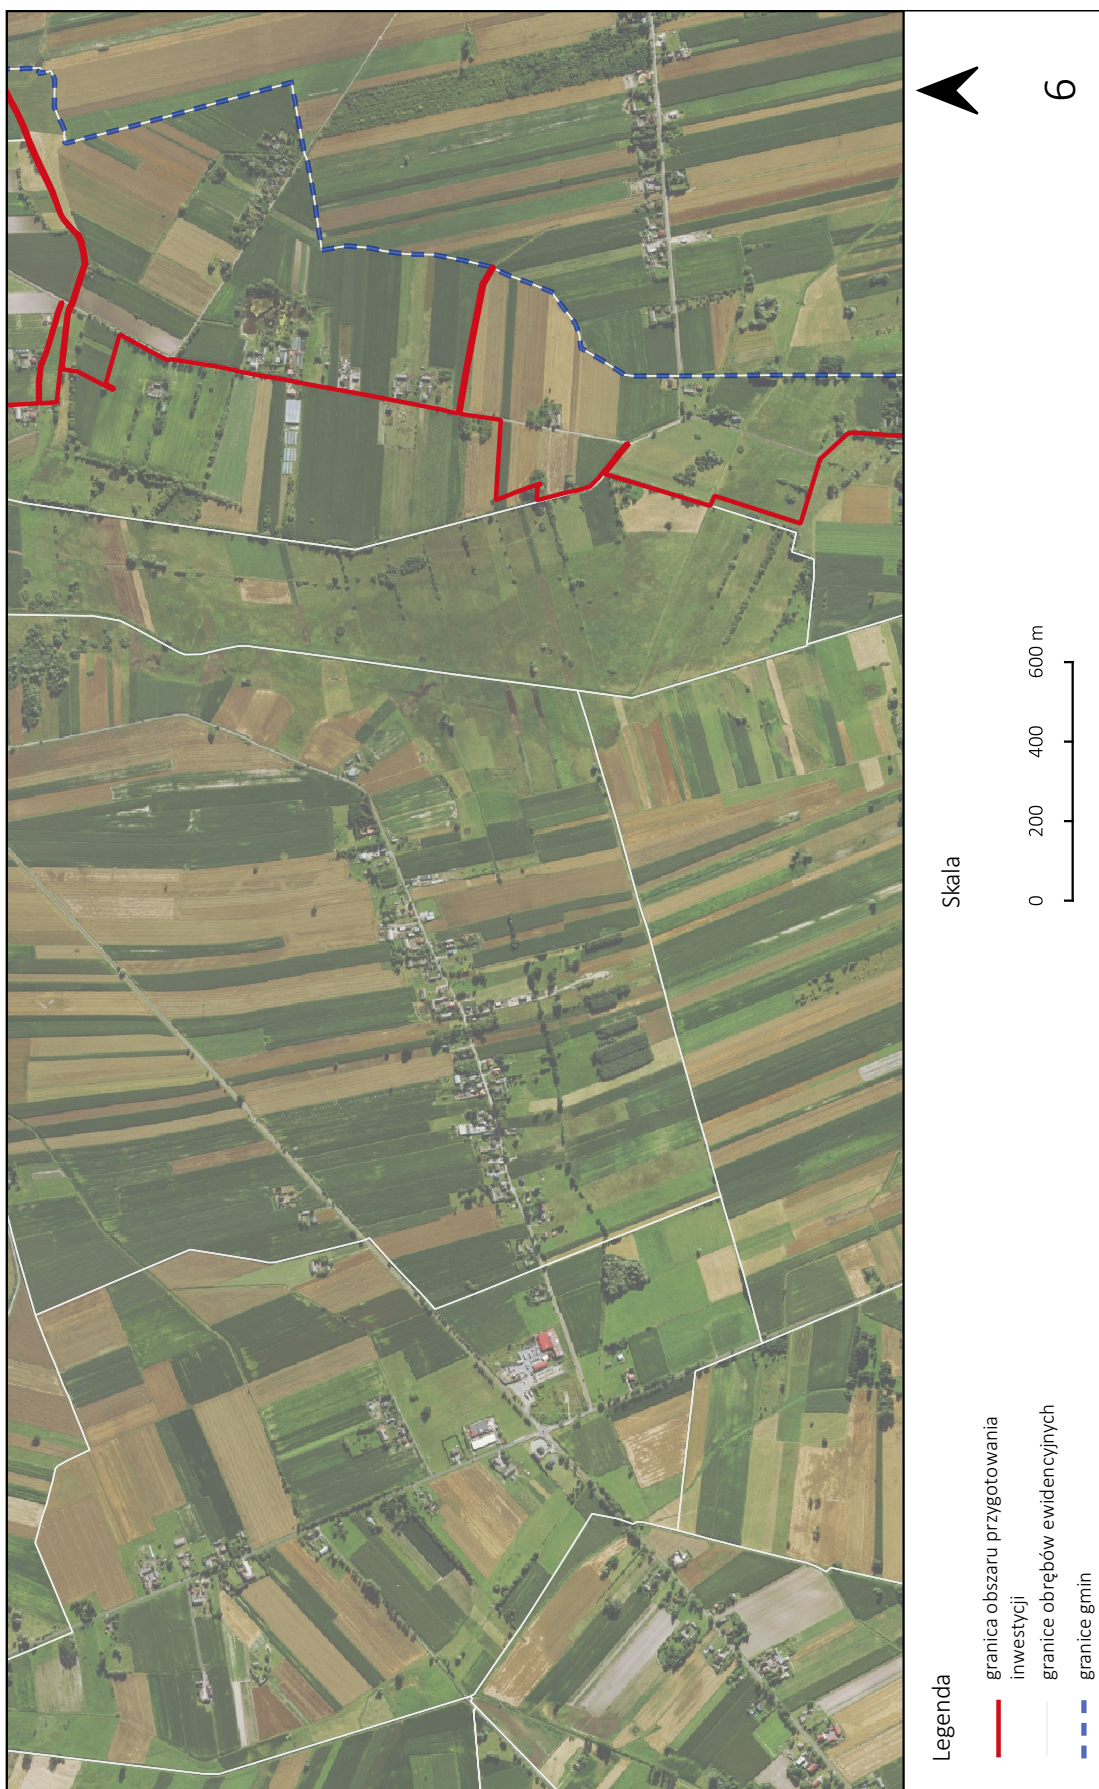 Legenda
granica obszaru przygotowania
inwestycji
granice obrębów ewidencyjnych
granice gmin
Skala
0 200 400 600 m
6